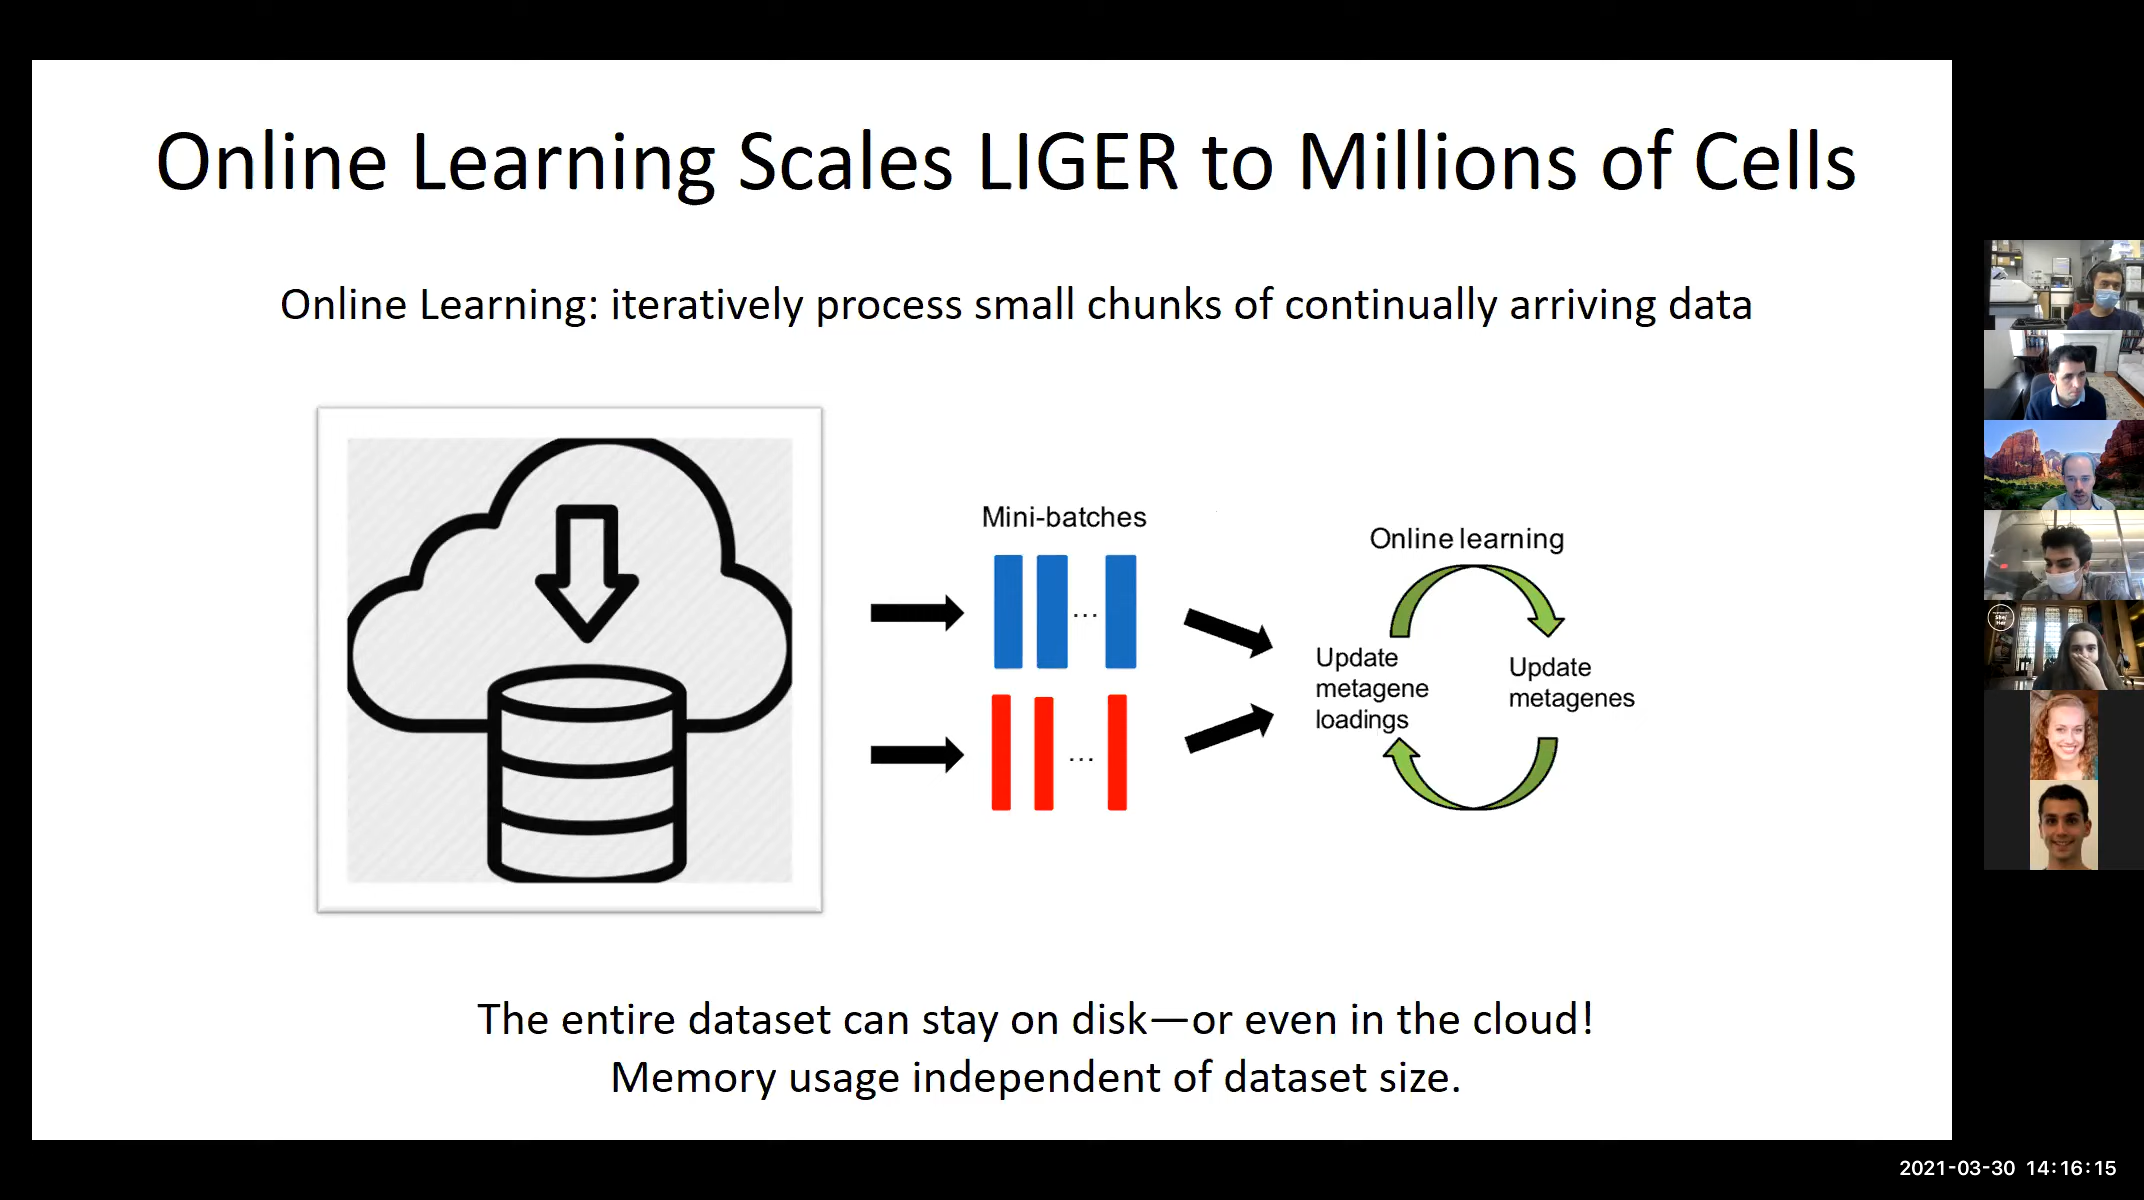 Online Learning Scales LIGER to Millions of Cells
Online Learning: iteratively process small chunks of continually arriving data
Mini-batches
...
...
Online learning
Update
metagene
loadings
Update
metagenes
The entire dataset can stay on disk—or even in the cloud!
Memory usage independent of dataset size.
She/
Her
2021-03-30 14:16:15